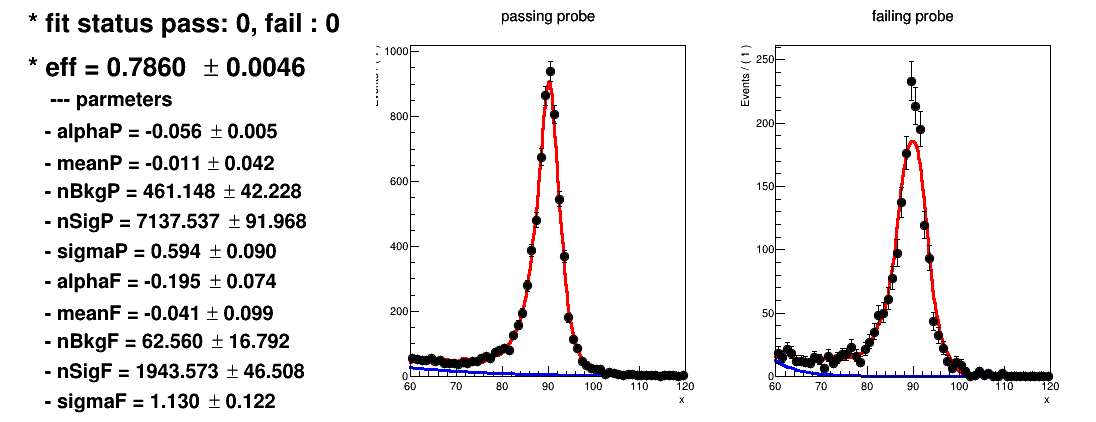 * fit status pass: 0, fail : 0
* eff = 0.7860 ± 0.0046
--- parmeters
- alphaP = -0.056 ± 0.005
- meanP = -0.011 ± 0.042
- nBkgP = 461.148 ± 42.228
- nSigP = 7137.537 ± 91.968
- sigmaP = 0.594 ± 0.090
- alphaF = -0.195 ± 0.074
- meanF = -0.041 ± 0.099
- nBkgF = 62.560 ± 16.792
- nSigF = 1943.573 ± 46.508
- sigmaF = 1.130 ± 0.122
passing probe
1000
800
600
400
200
0
60 70 80 90 100 110 120
x
failing probe
Events / ( 1 )
250
200
150
100
50
0
60 70 80 90 100 110 120
x